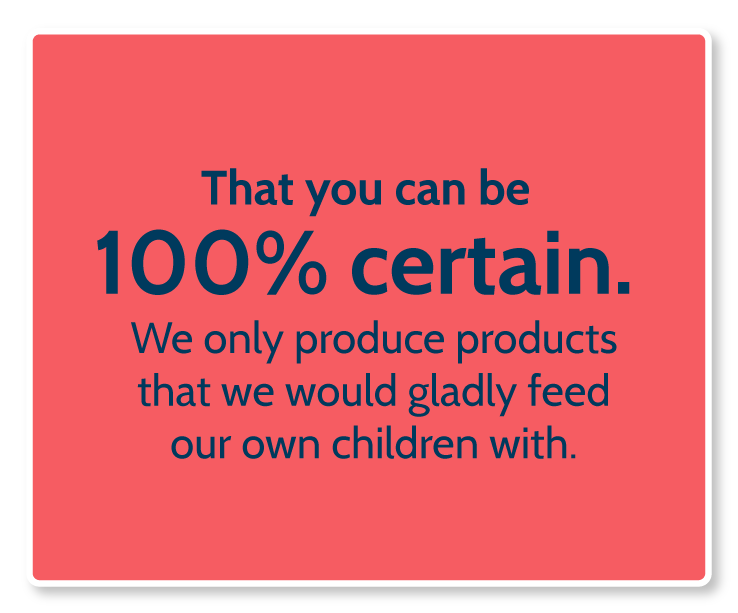 That you can be
100% certain.
We only produce products
that we would gladly feed
our own children with.